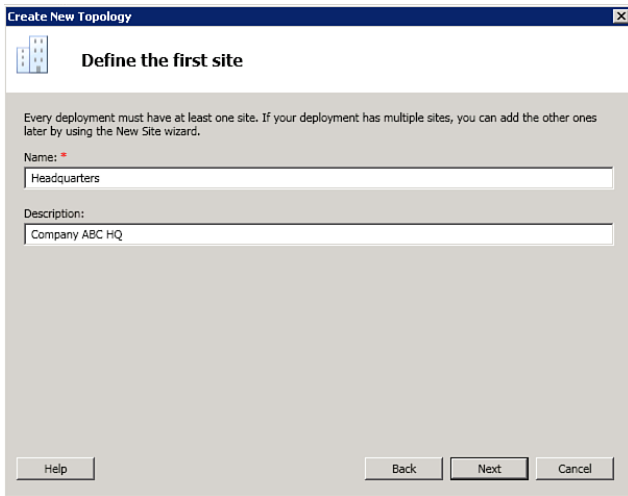 Create New Topology
Define the first site
Every deployment must have at least one site. If your deployment has multiple sites, you can add the other ones
later by using the New Site wizard.
Name: *
Headquarters
Description:
Company ABC HQ
Help Back Next Cancel